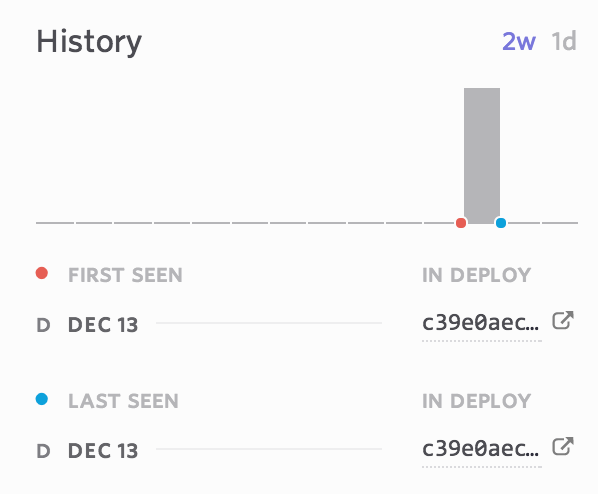 History 2w 1d
FIRST SEEN IN DEPLOY
D DEC 13 c39e0aec…
LAST SEEN IN DEPLOY
D DEC 13 c39e0aec…